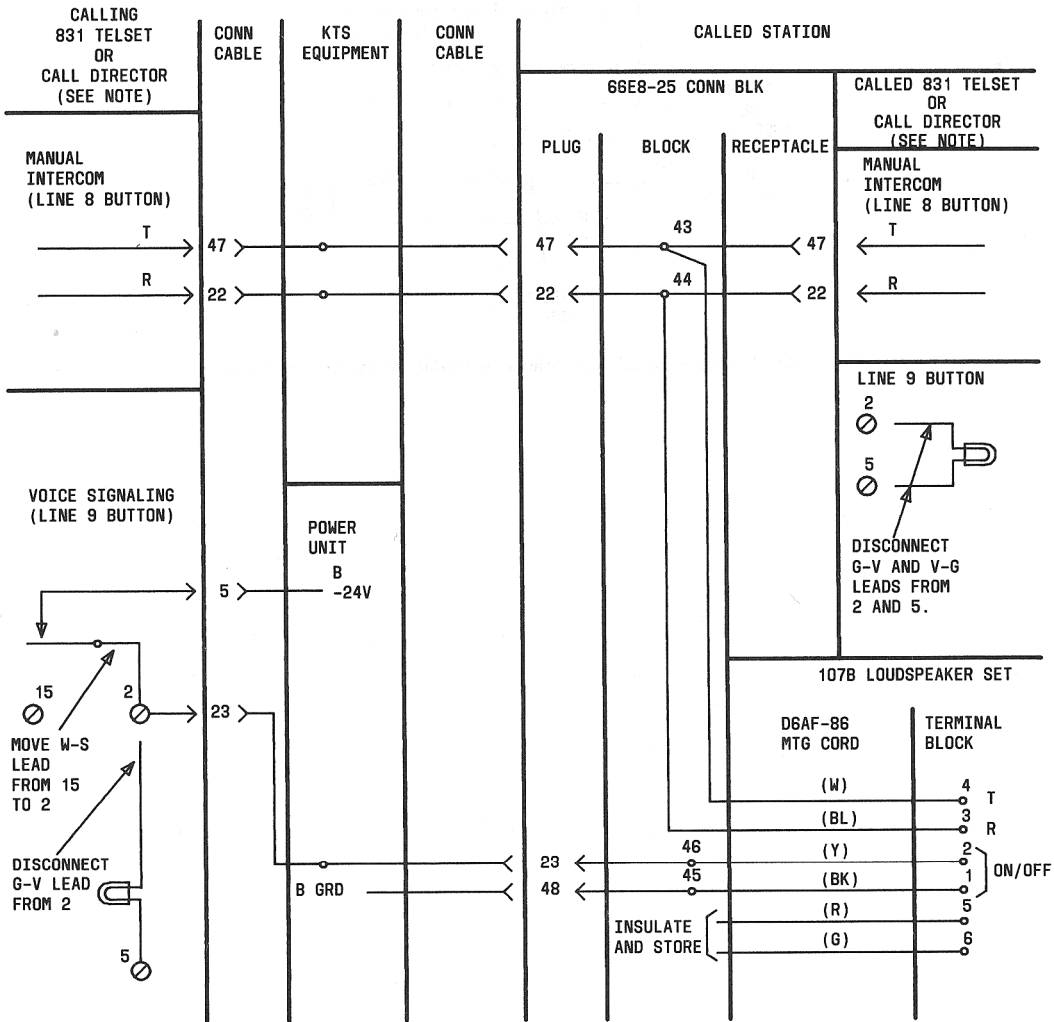 CALLING
831 TELSET
OR
CALL DIRECTOR
(SEE NOTE)
CONN
CABLE
KTS
EQUIPMENT
CONN
CABLE
CALLED STATION
66E8-25 CONN BLK
CALLED 831 TELSET
OR
CALL DIRECTOR
(SEE NOTE)
PLUG
BLOCK
RECEPTACLE
MANUAL
INTERCOM
(LINE 8 BUTTON)
MANUAL
INTERCOM
(LINE 8 BUTTON)
T
47
47
43
47
T
R
22
22
44
22
R
LINE 9 BUTTON
2
5
DISCONNECT
G-V AND V-G
LEADS FROM
2 AND 5.
VOICE SIGNALING
(LINE 9 BUTTON)
POWER
UNIT
B
-24V
5
15
2
23
MOVE W-S
LEAD
FROM 15
TO 2
DISCONNECT
G-V LEAD
FROM 2
5
107B LOUDSPEAKER SET
D6AF-86
MTG CORD
TERMINAL
BLOCK
(W)
4
T
(BL)
3
R
23
46
(Y)
2
B GRD
48
45
(BK)
1
ON/OFF
INSULATE
AND STORE
(R)
5
(G)
6